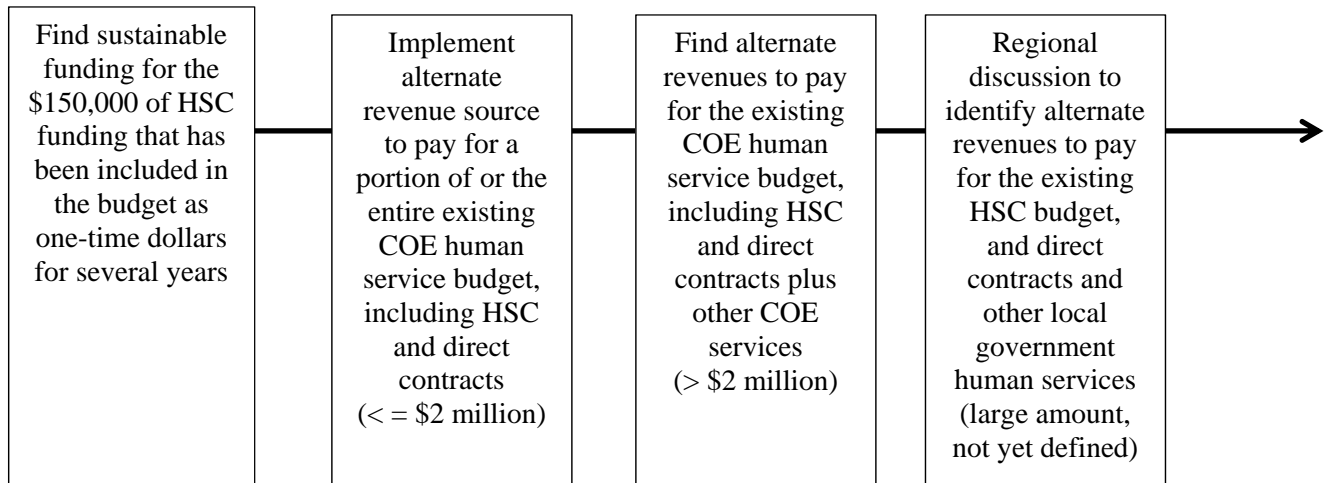 Find sustainable
funding for the
$150,000 of HSC
funding that has
been included in
the budget as
one-time dollars
for several years
Implement
alternate
revenue source
to pay for a
portion of or the
entire existing
COE human
service budget,
including HSC
and direct
contracts
(< = $2 million)
Find alternate
revenues to pay
for the existing
COE human
service budget,
including HSC
and direct
contracts plus
other COE
services
(> $2 million)
Regional
discussion to
identify alternate
revenues to pay
for the existing
HSC budget,
and direct
contracts and
other local
government
human services
(large amount,
not yet defined)